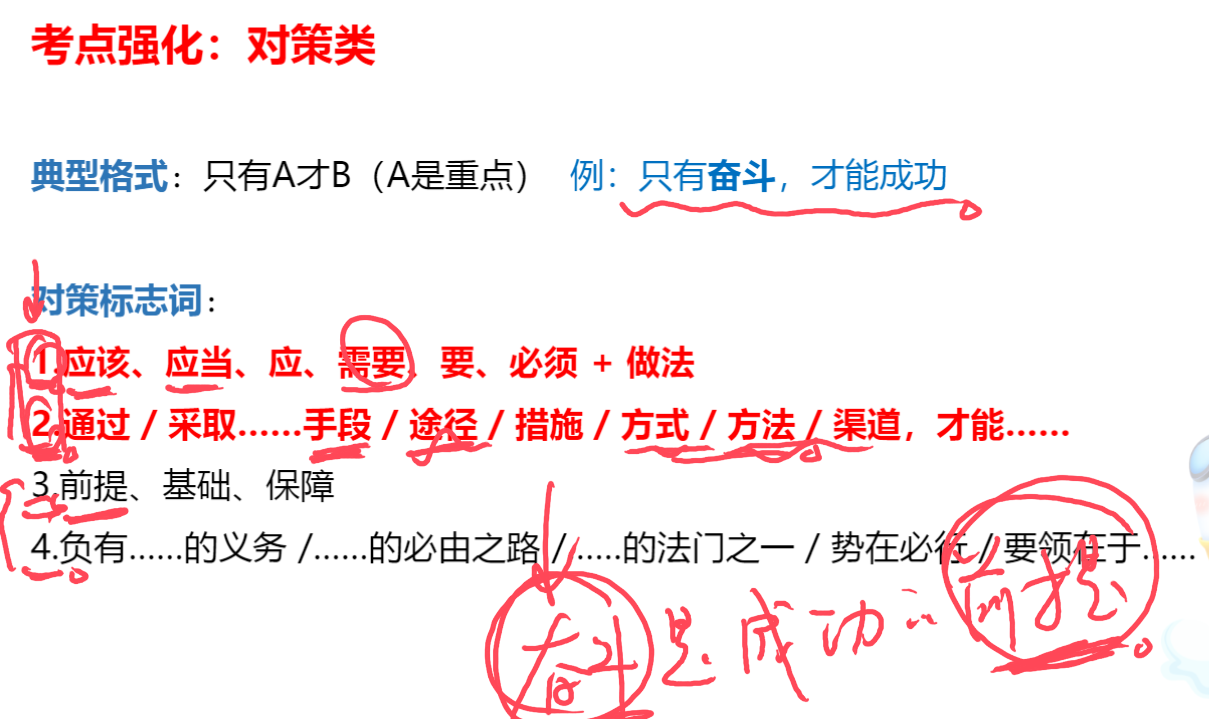 考点强化：对策类
典型格式：只有A才B（A是重点） 例：只有奋斗，才能成功
对策标志词：
1.应该、应当、应、需要、要、必须 + 做法
2.通过 / 采取……手段 / 途径 / 措施 / 方式 / 方法 / 渠道，才能……
3.前提、基础、保障
4.负有……的义务 /……的必由之路 /……的法门之一 / 势在必行 / 要领在于……
奋斗是成功的前提